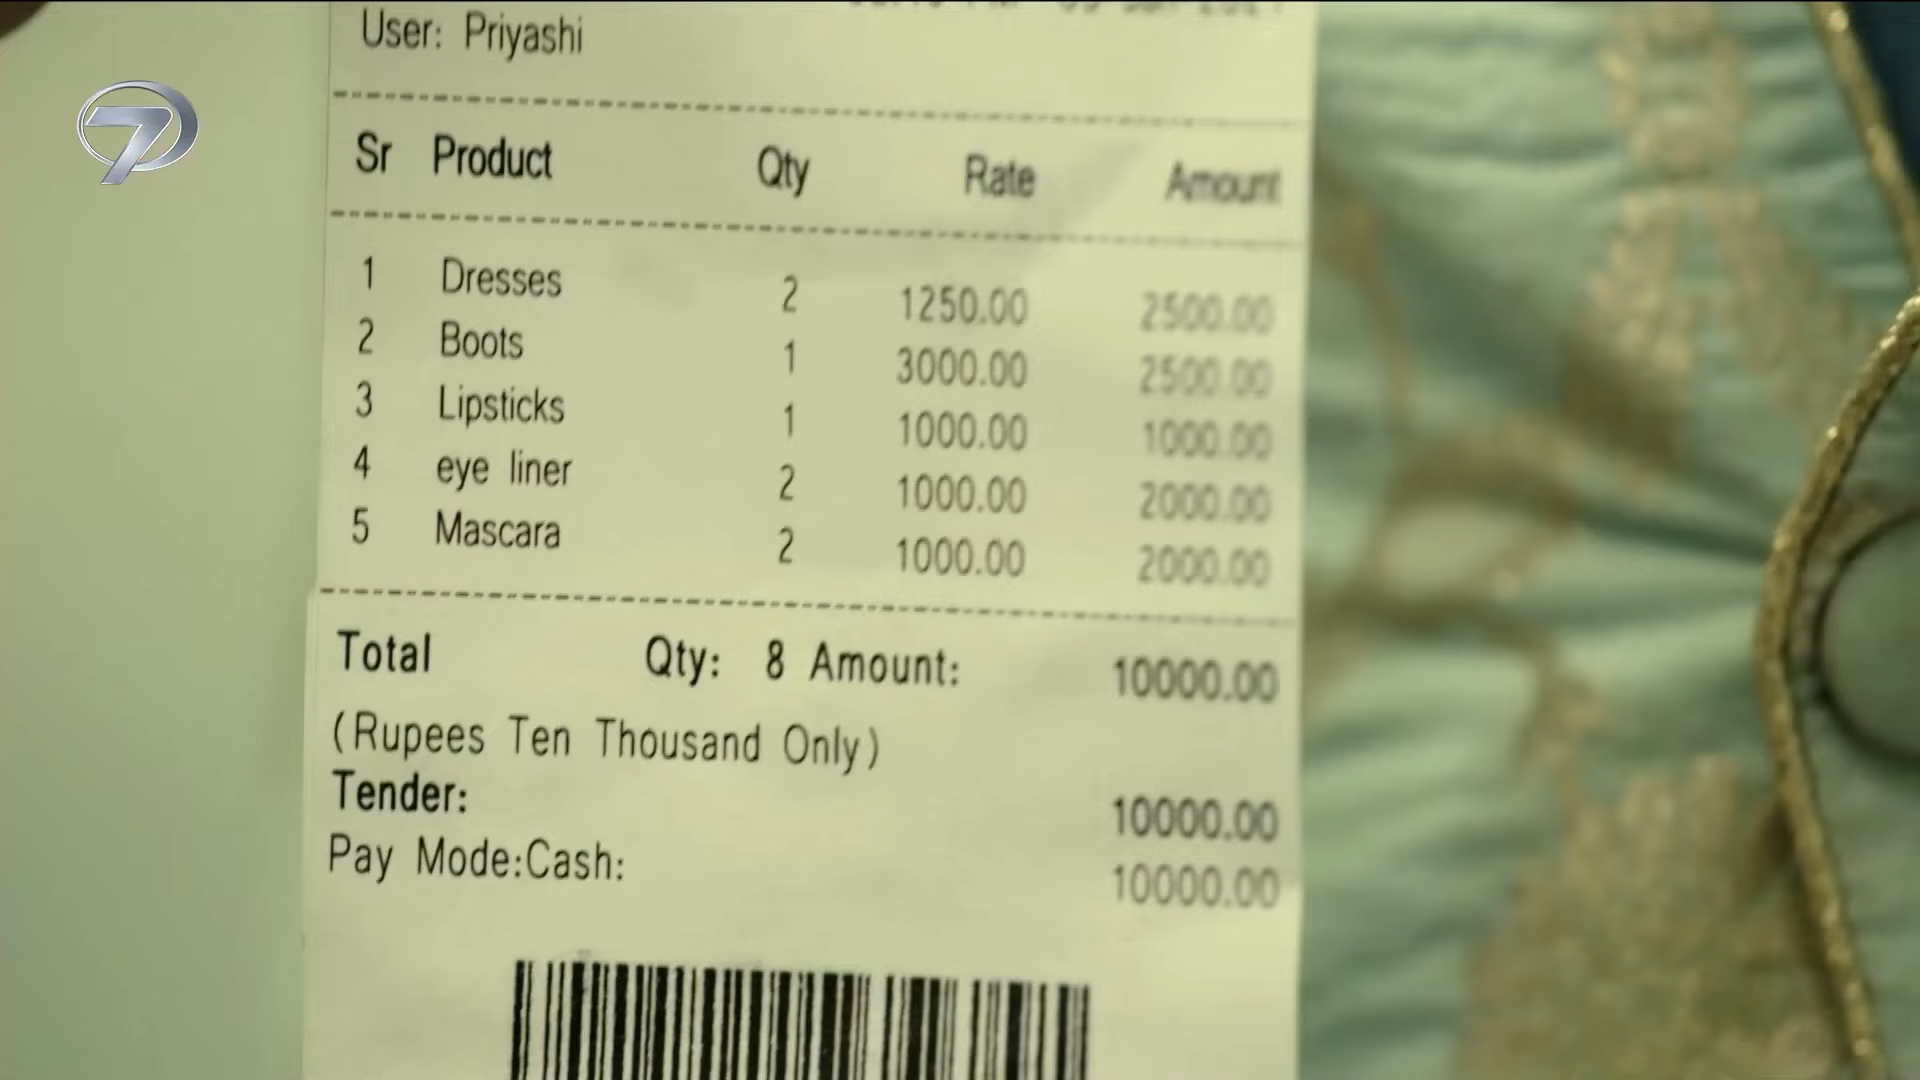 User: Priyashi
7
Sr Product Qty Rate Amount
1 Dresses 2 1250.00 2500.00
2 Boots 1 3000.00 2500.00
3 Lipsticks 1 1000.00 1000.00
4 eye liner 2 1000.00 2000.00
5 Mascara 2 1000.00 2000.00
Total Qty: 8 Amount: 10000.00
(Rupees Ten Thousand Only)
Tender: 10000.00
Pay Mode:Cash: 10000.00